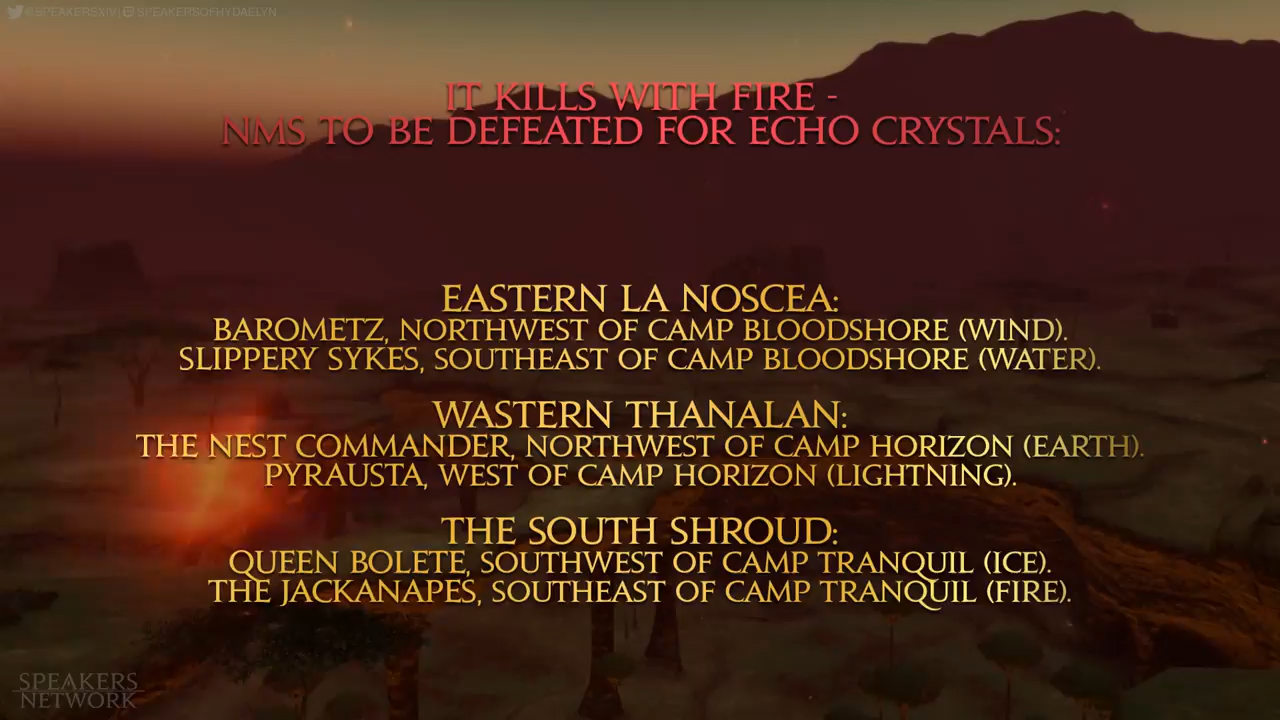 @SPEAKERSXIV | SPEAKERSOFHYDAELYN
IT KILLS WITH FIRE -
NMS TO BE DEFEATED FOR ECHO CRYSTALS:
EASTERN LA NOSCEA:
BAROMETZ, NORTHWEST OF CAMP BLOODSHORE (WIND).
SLIPPERY SYKES, SOUTHEAST OF CAMP BLOODSHORE (WATER).
WASTERN THANALAN:
THE NEST COMMANDER, NORTHWEST OF CAMP HORIZON (EARTH).
PYRAUSTA, WEST OF CAMP HORIZON (LIGHTNING).
THE SOUTH SHROUD:
QUEEN BOLETE, SOUTHWEST OF CAMP TRANQUIL (ICE).
THE JACKANAPES, SOUTHEAST OF CAMP TRANQUIL (FIRE).
SPEAKERS
NETWORK